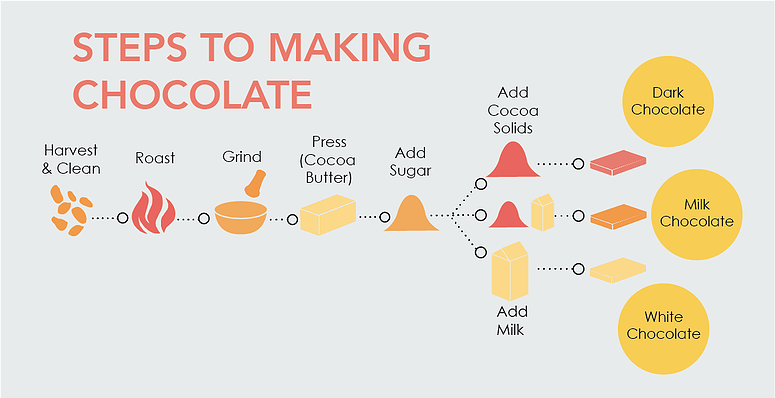 STEPS TO MAKING
CHOCOLATE
Harvest
& Clean
Roast
Grind
Press
(Cocoa
Butter)
Add
Sugar
Add
Cocoa
Solids
Add
Milk
Dark
Chocolate
Milk
Chocolate
White
Chocolate